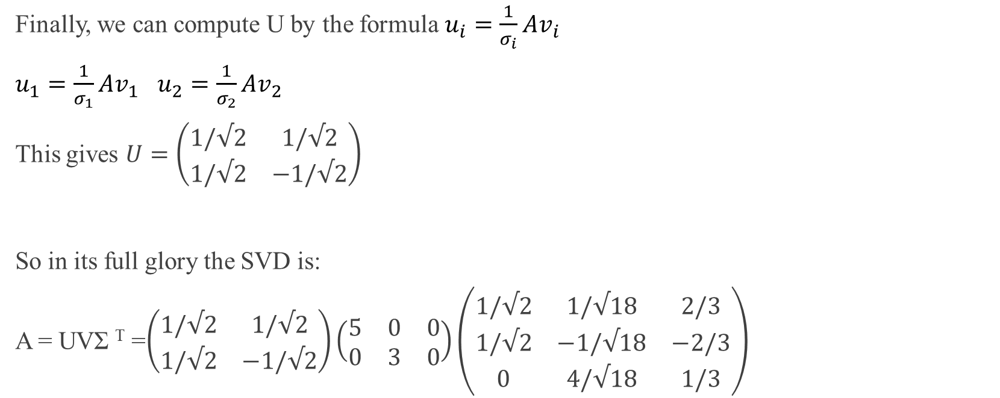 Finally, we can compute U by the formula $u_i = \frac{1}{\sigma_i} A v_i$
$u_1 = \frac{1}{\sigma_1} A v_1 \quad u_2 = \frac{1}{\sigma_2} A v_2$
This gives $U = \begin{pmatrix} 1/\sqrt{2} & 1/\sqrt{2} \\ 1/\sqrt{2} & -1/\sqrt{2} \end{pmatrix}$
So in its full glory the SVD is:
A = UVΣ $^T$ = $\begin{pmatrix} 1/\sqrt{2} & 1/\sqrt{2} \\ 1/\sqrt{2} & -1/\sqrt{2} \end{pmatrix} \begin{pmatrix} 5 & 0 & 0 \\ 0 & 3 & 0 \end{pmatrix} \begin{pmatrix} 1/\sqrt{2} & 1/\sqrt{18} & 2/3 \\ 1/\sqrt{2} & -1/\sqrt{18} & -2/3 \\ 0 & 4/\sqrt{18} & 1/3 \end{pmatrix}$